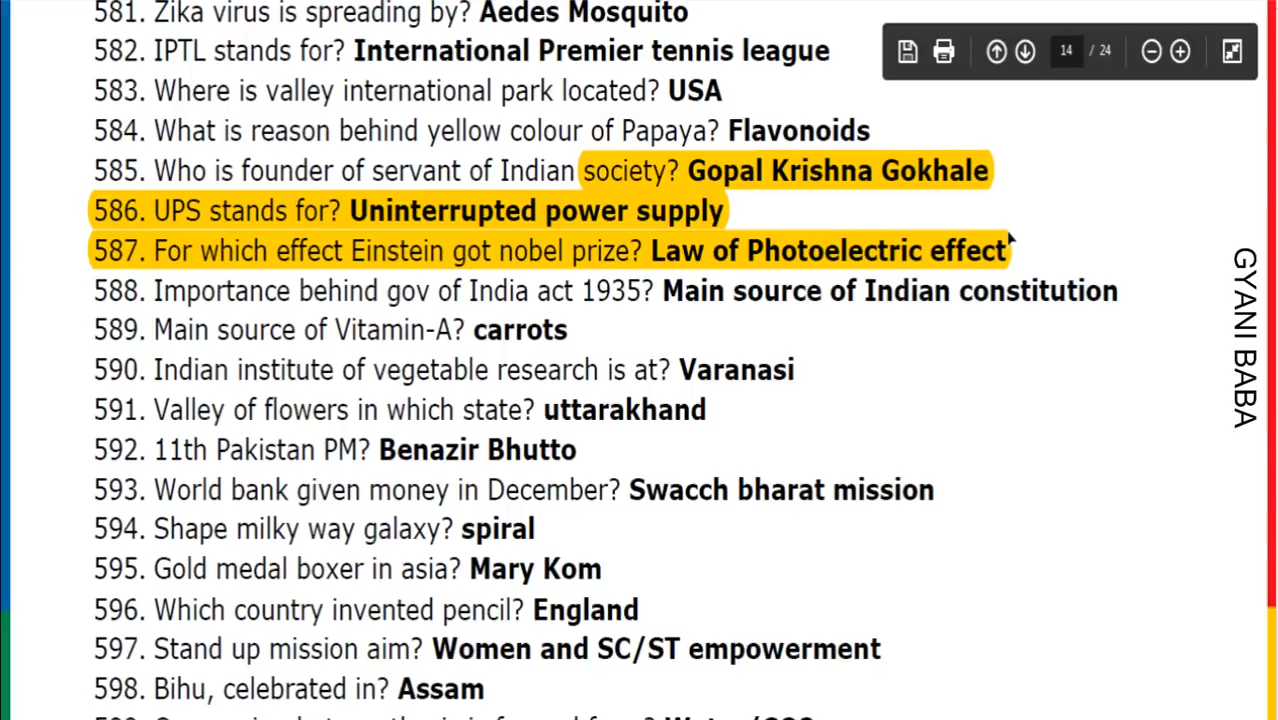 581. Zika virus is spreading by? Aedes Mosquito
582. IPTL stands for? International Premier tennis league
14 / 24
583. Where is valley international park located? USA
584. What is reason behind yellow colour of Papaya? Flavonoids
585. Who is founder of servant of Indian society? Gopal Krishna Gokhale
586. UPS stands for? Uninterrupted power supply
587. For which effect Einstein got nobel prize? Law of Photoelectric effect
588. Importance behind gov of India act 1935? Main source of Indian constitution
589. Main source of Vitamin-A? carrots
590. Indian institute of vegetable research is at? Varanasi
591. Valley of flowers in which state? uttarakhand
592. 11th Pakistan PM? Benazir Bhutto
593. World bank given money in December? Swacch bharat mission
594. Shape milky way galaxy? spiral
595. Gold medal boxer in asia? Mary Kom
596. Which country invented pencil? England
597. Stand up mission aim? Women and SC/ST empowerment
598. Bihu, celebrated in? Assam
GYANI BABA